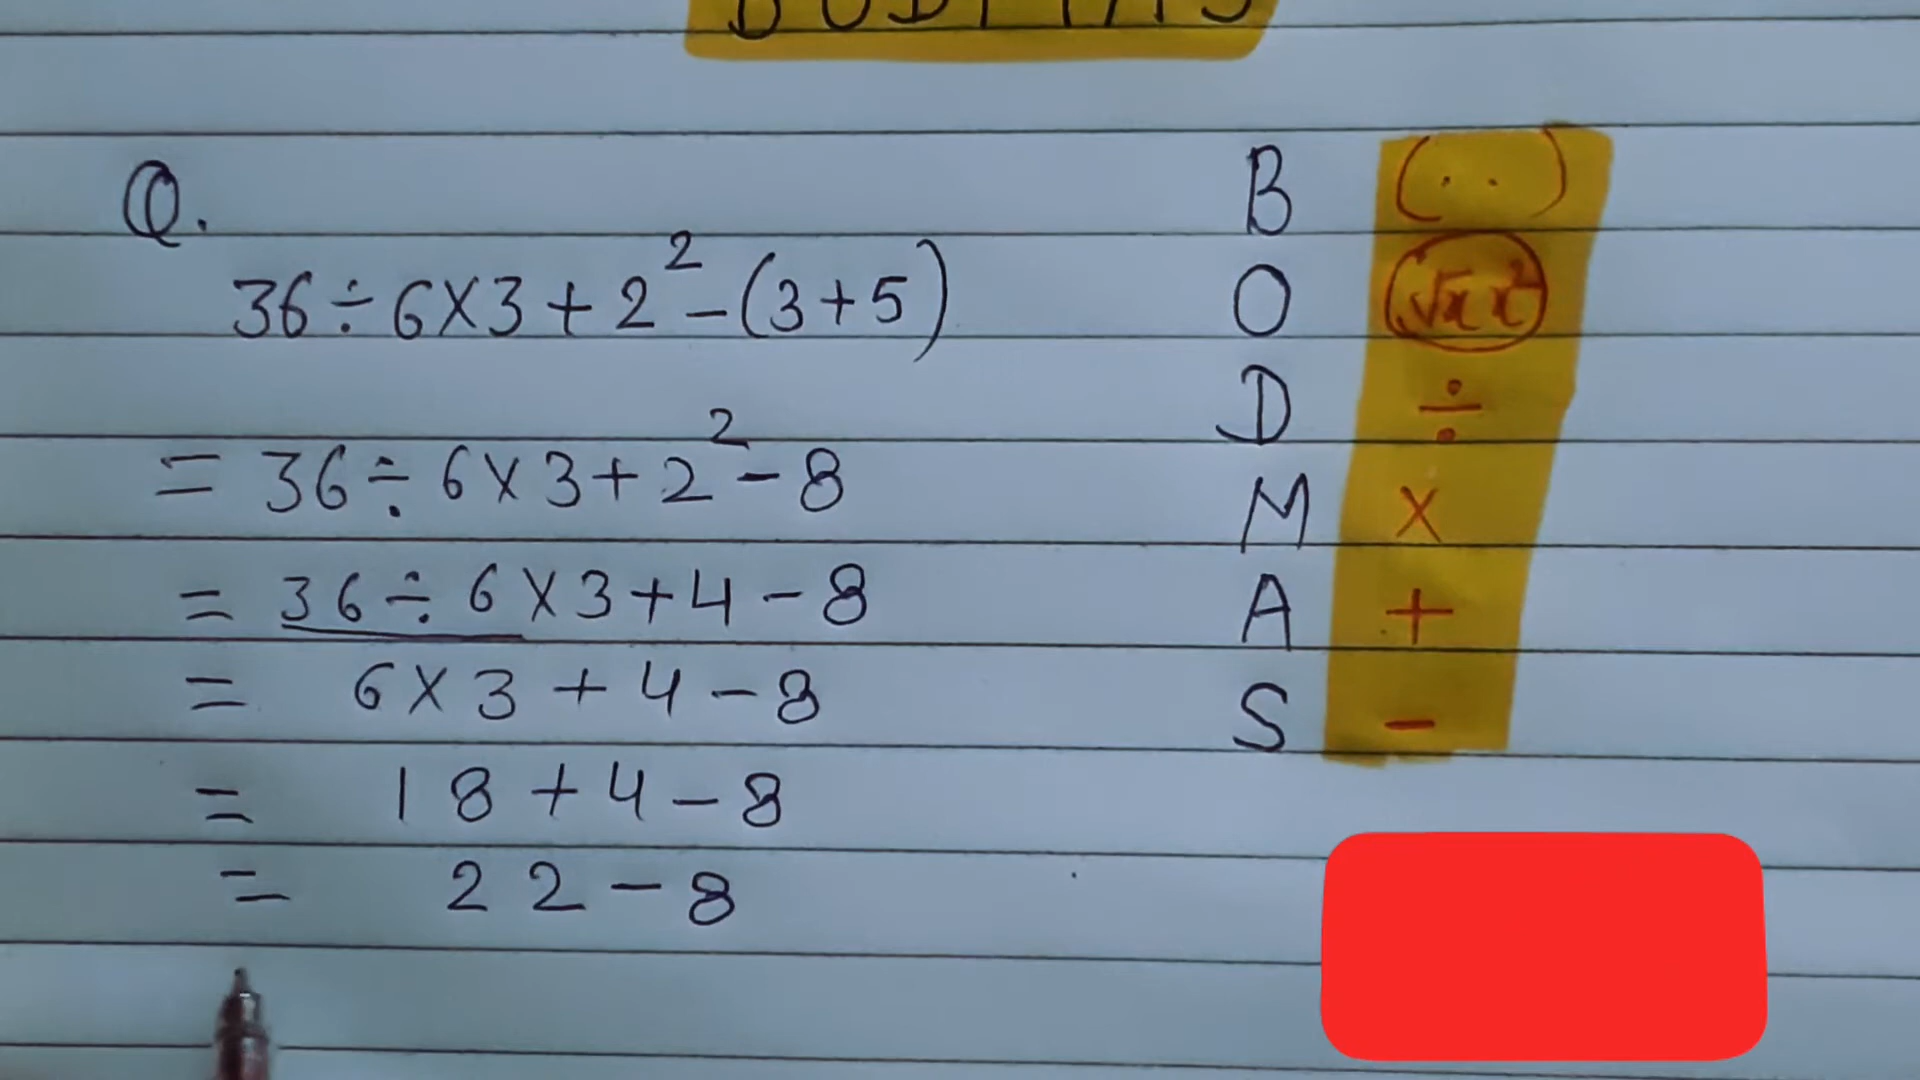 Q.
36÷6×3+2²-(3+5)
=36÷6×3+2²-8
=36÷6×3+4-8
=6×3+4-8
=18+4-8
=22-8
B (..)
O √x x²
D ÷
M ×
A +
S -